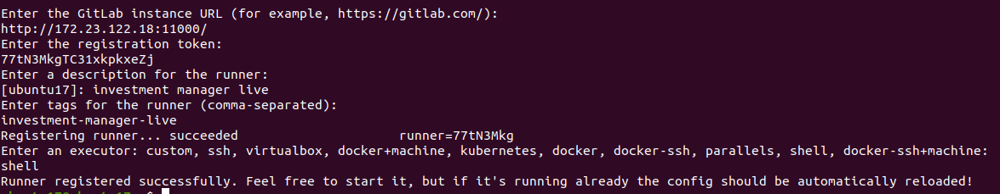 Enter the GitLab instance URL (for example, https://gitlab.com/):
http://172.23.122.18:11000/
Enter the registration token:
77tN3MkgTC31xkpkxeZj
Enter a description for the runner:
[ubuntu17]: investment manager live
Enter tags for the runner (comma-separated):
investment-manager-live
Registering runner... succeeded                     runner=77tN3Mkg
Enter an executor: custom, ssh, virtualbox, docker+machine, kubernetes, docker, docker-ssh, parallels, shell, docker-ssh+machine:
shell
Runner registered successfully. Feel free to start it, but if it's running already the config should be automatically reloaded!